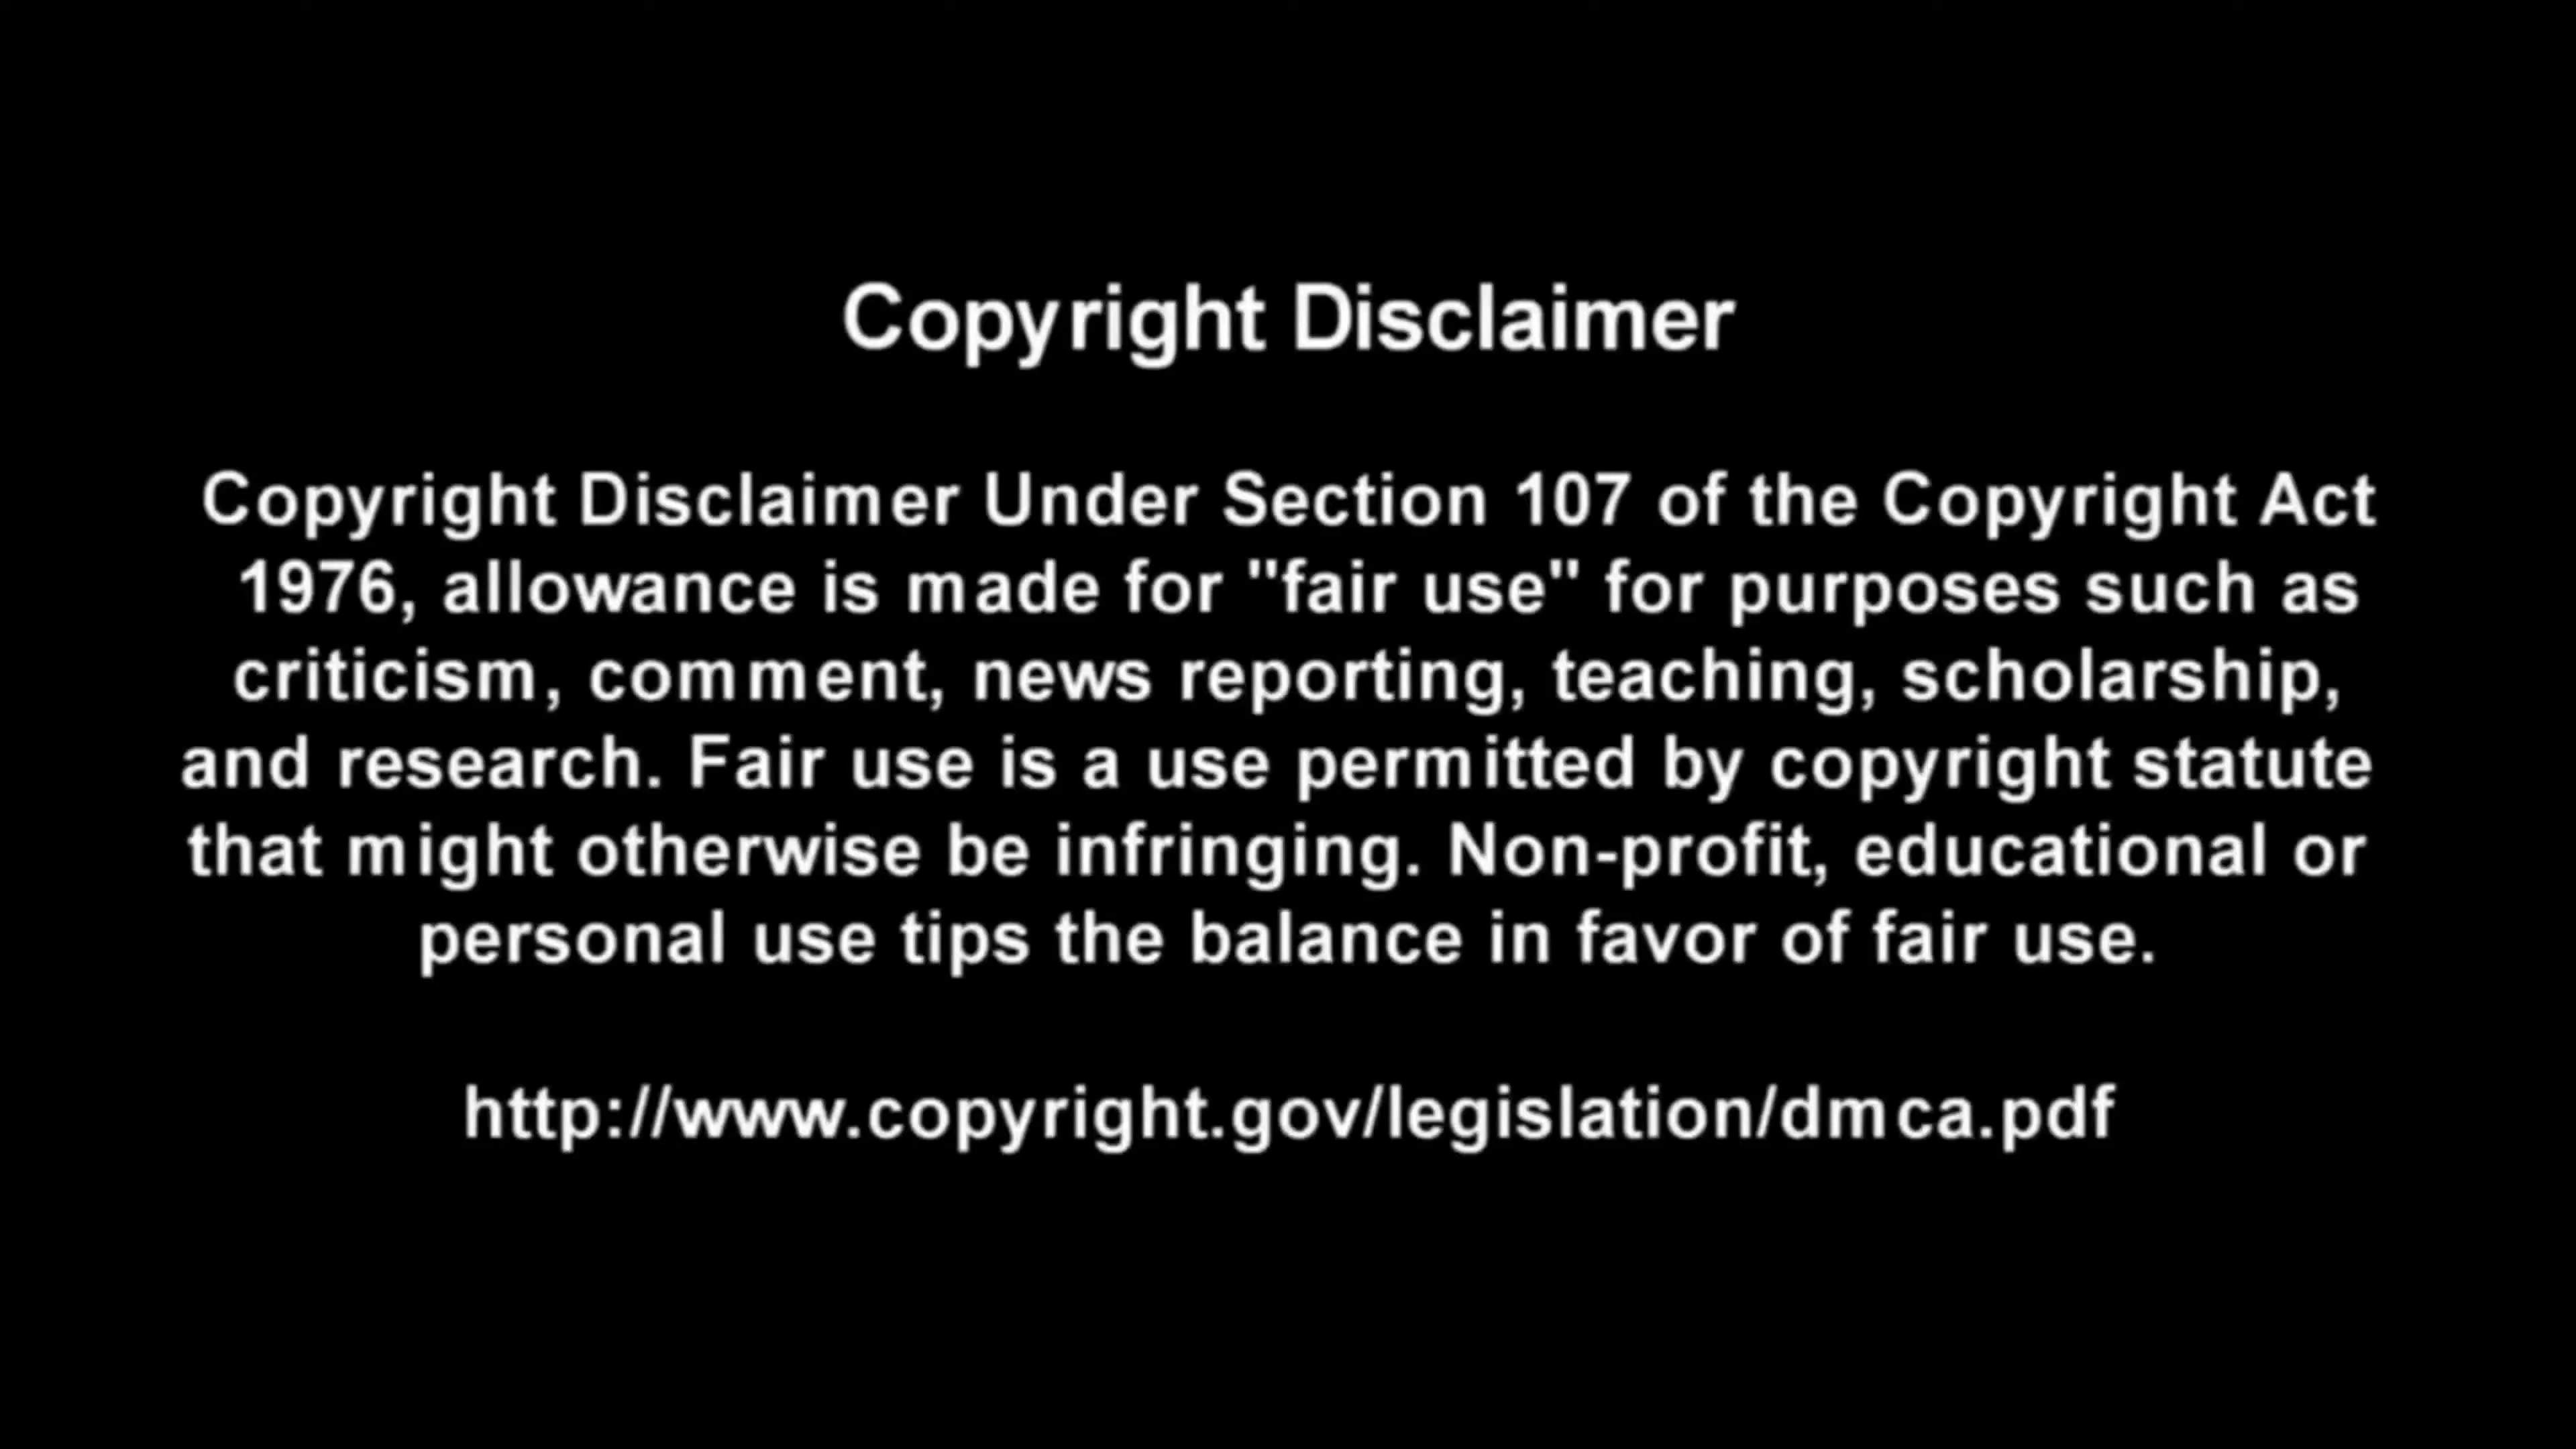 Copyright Disclaimer
Copyright Disclaimer Under Section 107 of the Copyright Act
1976, allowance is made for "fair use" for purposes such as
criticism, comment, news reporting, teaching, scholarship,
and research. Fair use is a use permitted by copyright statute
that might otherwise be infringing. Non-profit, educational or
personal use tips the balance in favor of fair use.
http://www.copyright.gov/legislation/dmca.pdf